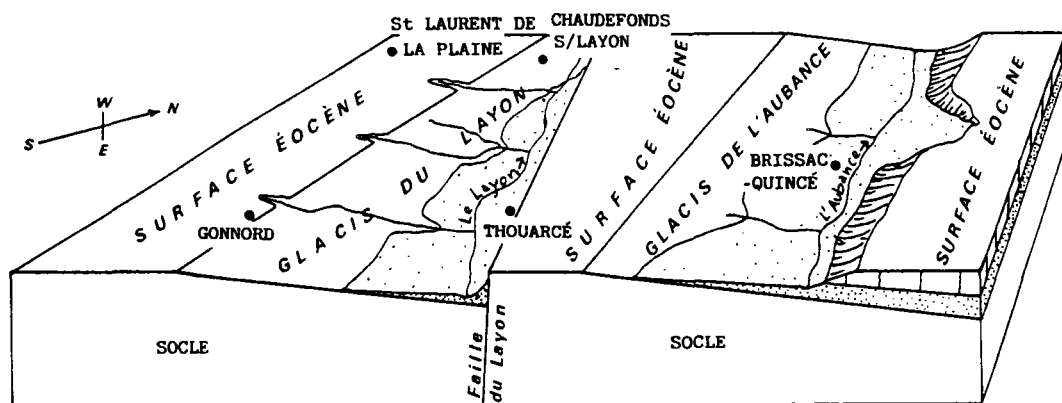 St LAURENT DE
LA PLAINE
CHAUDEFONDS
S/LAYON
W
N
S
E
SURFACE ÉOCÈNE
GLACIS DU LAYON
Le Layon
GONNORD
THOUARCÉ
SURFACE ÉOCÈNE
GLACIS DE L'AUBANCE
BRISSAC
-QUINCÉ
L'Aubance
SURFACE ÉOCÈNE
SOCLE
Faille
du Layon
SOCLE